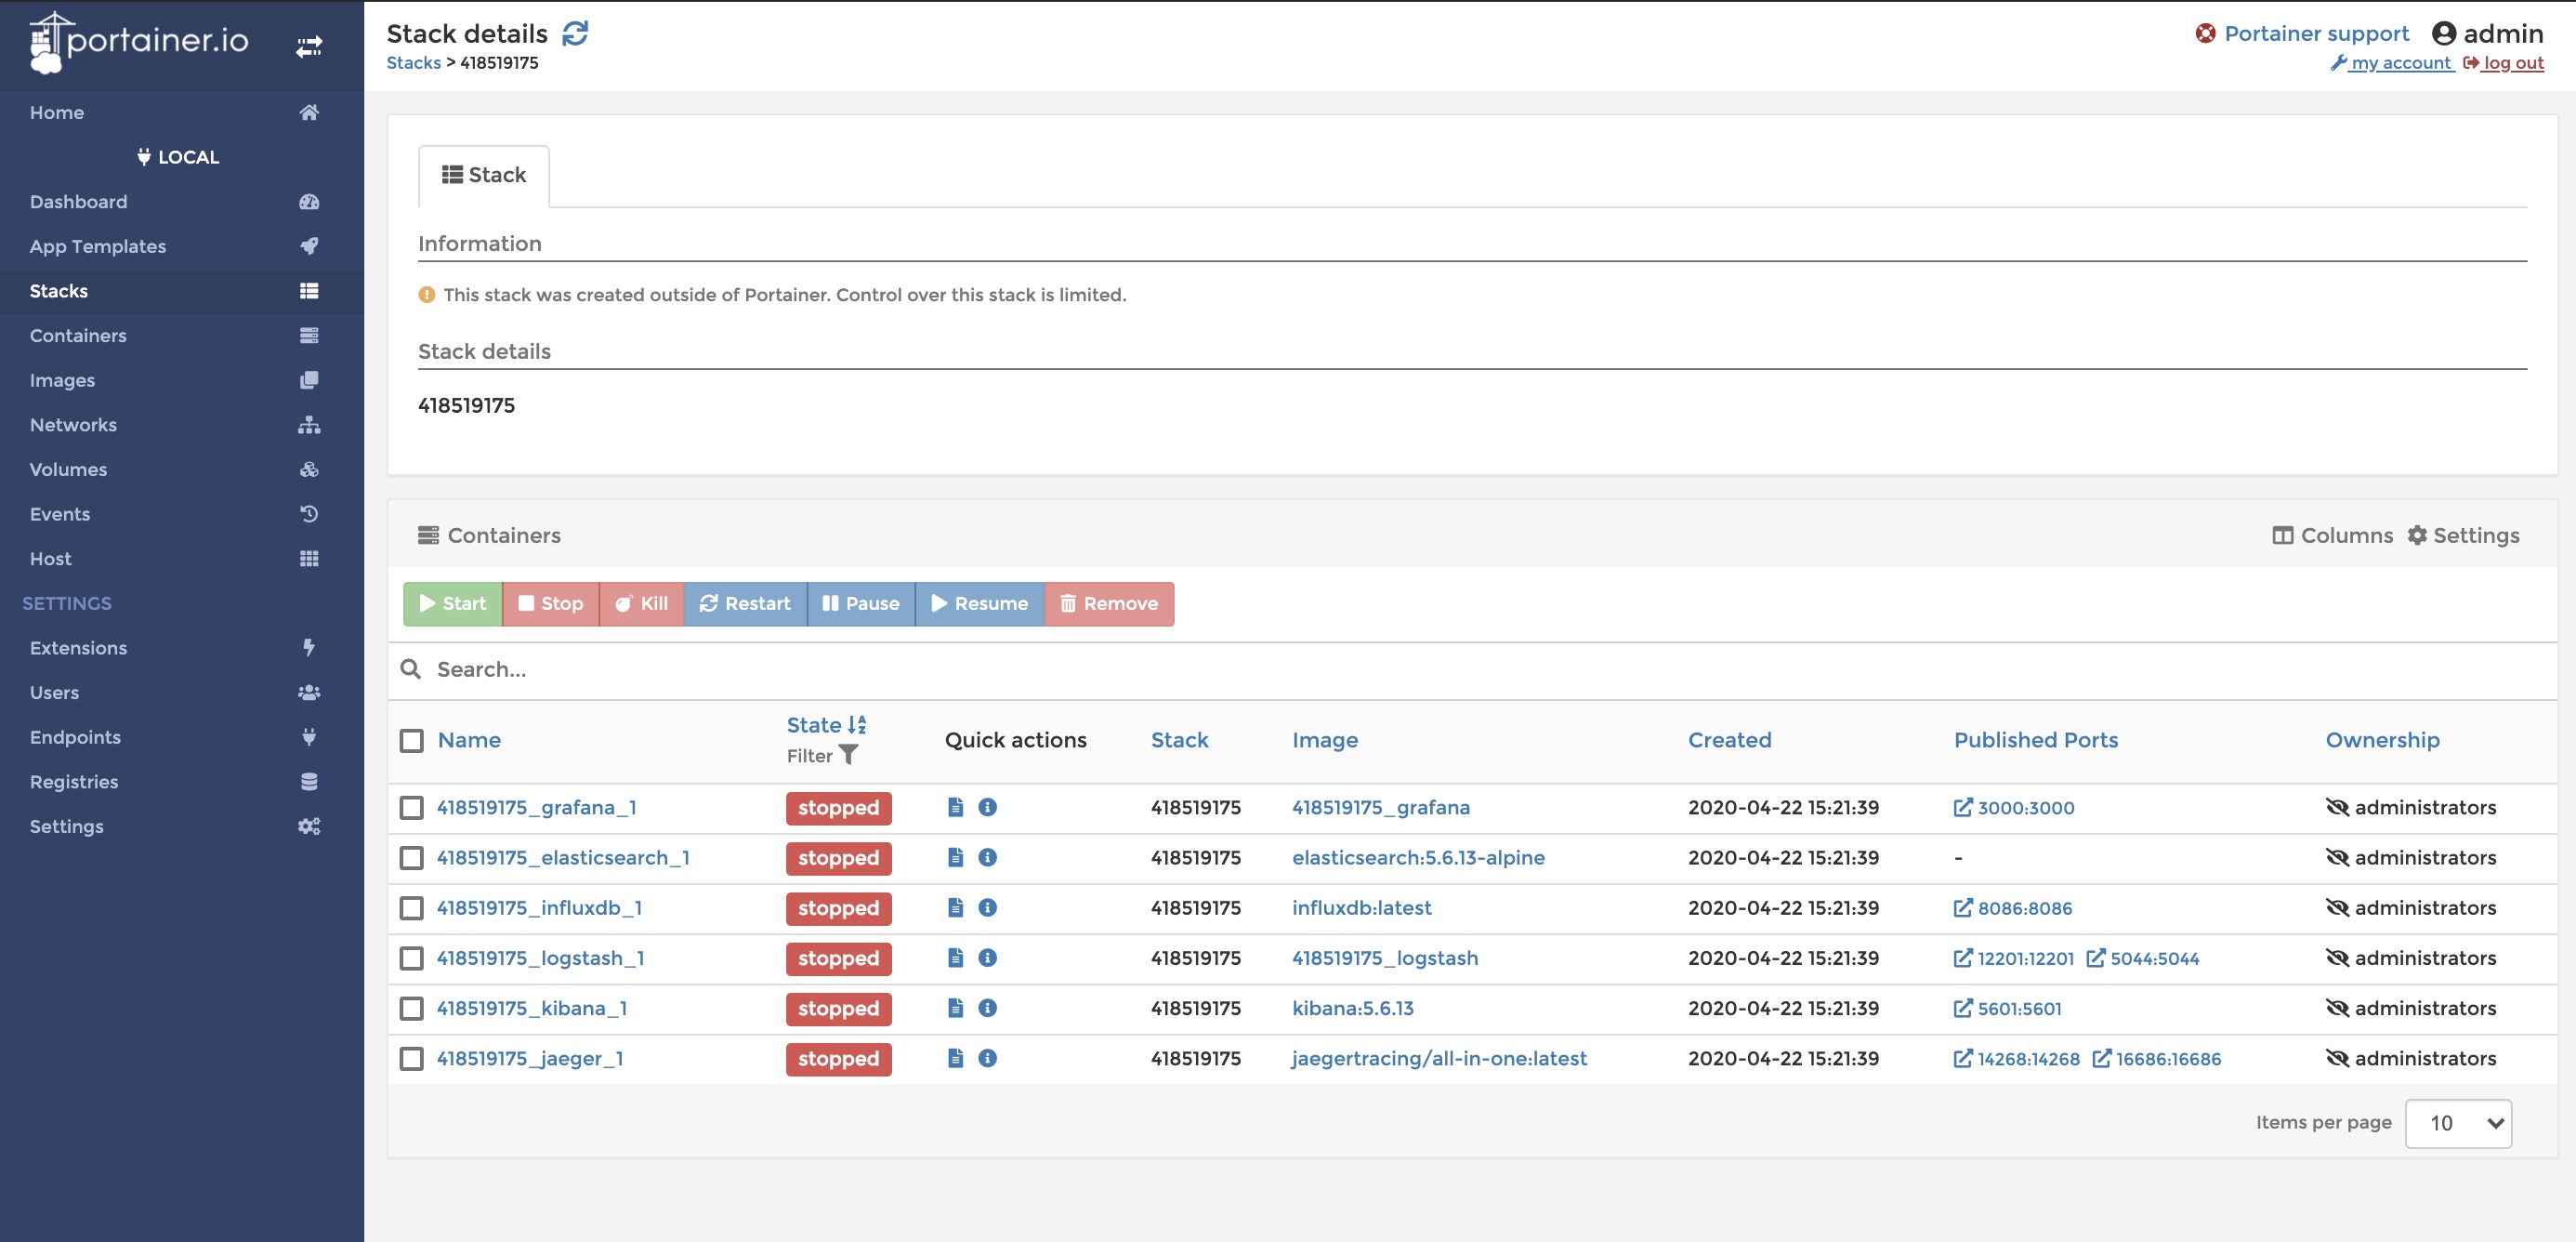 portainer.io
Stack details
Portainer support admin
Stacks > 418519175
my account log out
Home
LOCAL
Dashboard
App Templates
Stacks
Containers
Images
Networks
Volumes
Events
Host
SETTINGS
Extensions
Users
Endpoints
Registries
Settings
Stack
Information
This stack was created outside of Portainer. Control over this stack is limited.
Stack details
418519175
Containers
Columns Settings
Start Stop Kill Restart Pause Resume Remove
Search...
Name State Filter Quick actions Stack Image Created Published Ports Ownership
418519175_grafana_1 stopped 418519175 418519175_grafana 2020-04-22 15:21:39 3000:3000 administrators
418519175_elasticsearch_1 stopped 418519175 elasticsearch:5.6.13-alpine 2020-04-22 15:21:39 - administrators
418519175_influxdb_1 stopped 418519175 influxdb:latest 2020-04-22 15:21:39 8086:8086 administrators
418519175_logstash_1 stopped 418519175 418519175_logstash 2020-04-22 15:21:39 12201:12201 5044:5044 administrators
418519175_kibana_1 stopped 418519175 kibana:5.6.13 2020-04-22 15:21:39 5601:5601 administrators
418519175_jaeger_1 stopped 418519175 jaegertracing/all-in-one:latest 2020-04-22 15:21:39 14268:14268 16686:16686 administrators
Items per page 10